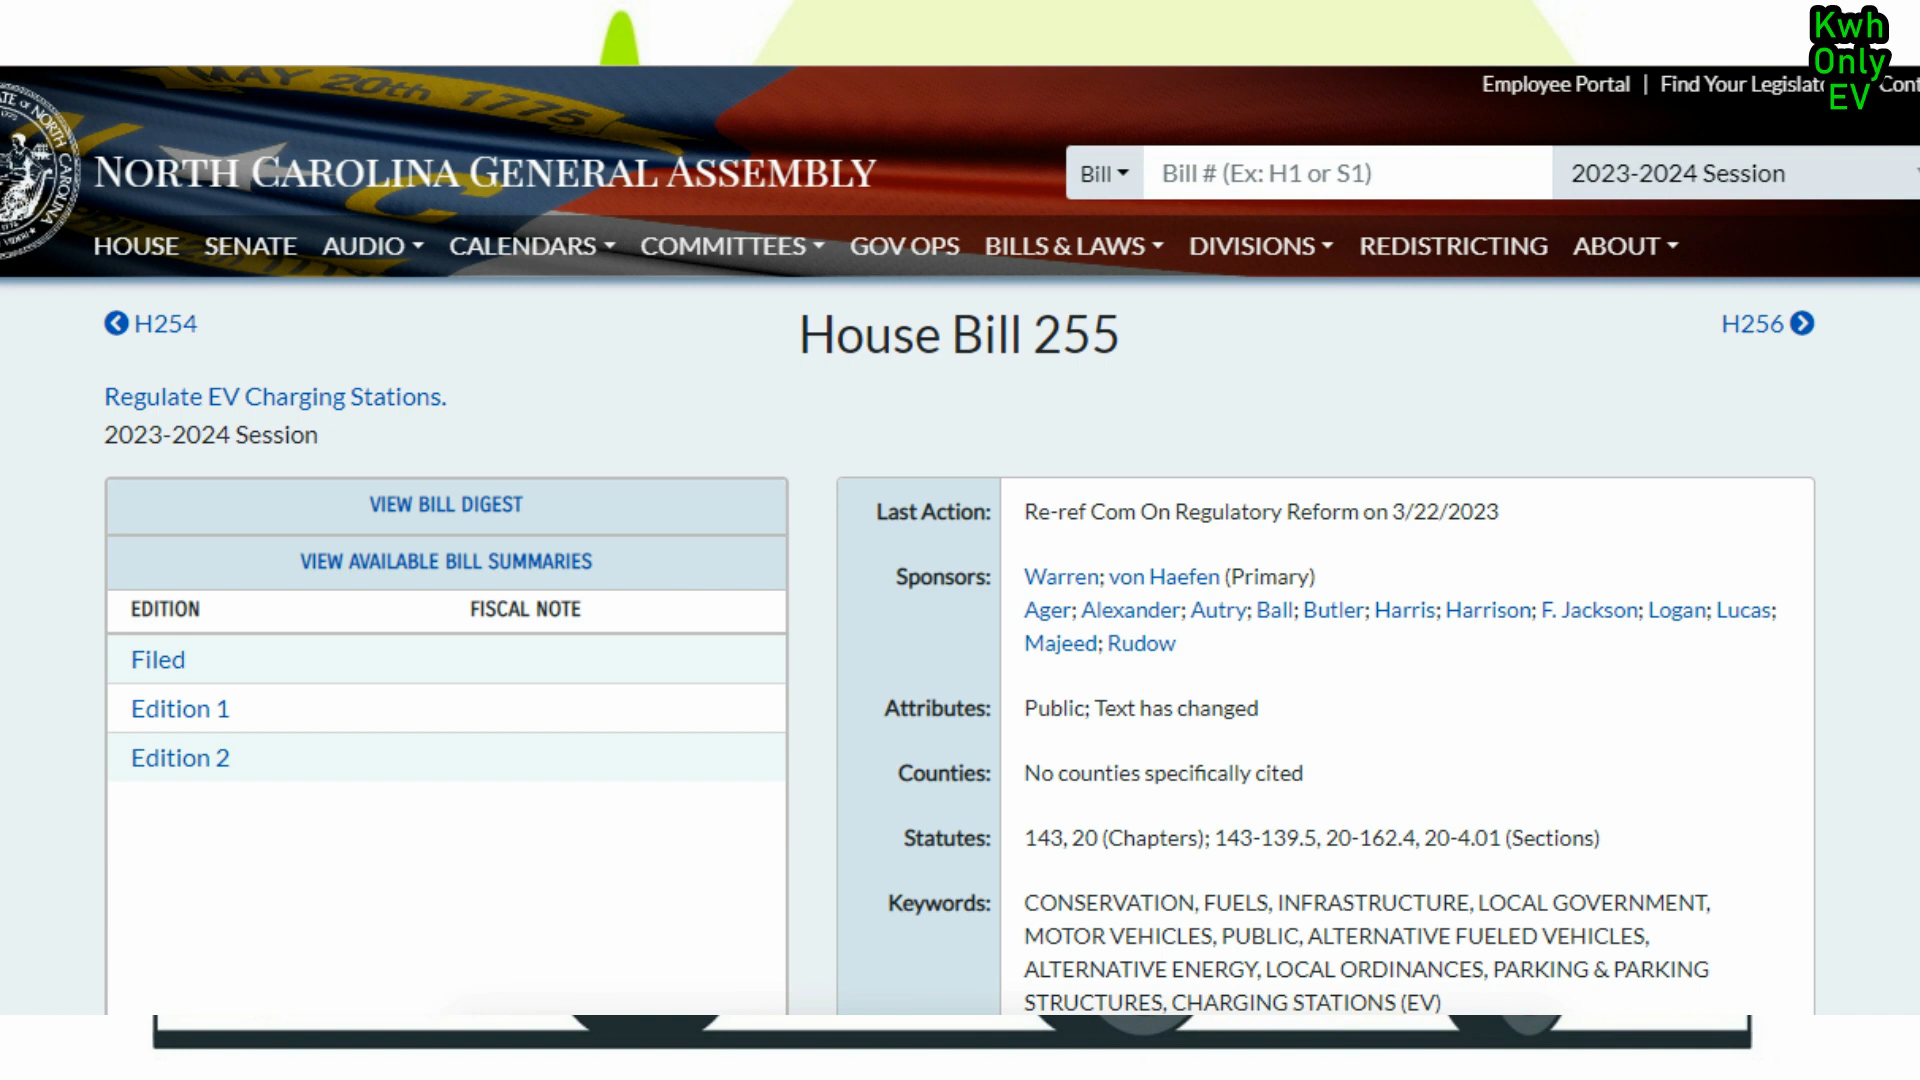 Kwh
Only
EV
Employee Portal | Find Your Legislat
Cont
MAY 20th 1775
NORTH CAROLINA GENERAL ASSEMBLY
Bill
Bill # (Ex: H1 or S1)
2023-2024 Session
HOUSE SENATE AUDIO CALENDARS COMMITTEES GOV OPS BILLS & LAWS DIVISIONS REDISTRICTING ABOUT
H254
House Bill 255
H256
Regulate EV Charging Stations.
2023-2024 Session
VIEW BILL DIGEST
VIEW AVAILABLE BILL SUMMARIES
EDITION FISCAL NOTE
Filed
Edition 1
Edition 2
Last Action: Re-ref Com On Regulatory Reform on 3/22/2023
Sponsors: Warren; von Haefen (Primary)
Ager; Alexander; Autry; Ball; Butler; Harris; Harrison; F. Jackson; Logan; Lucas;
Majeed; Rudow
Attributes: Public; Text has changed
Counties: No counties specifically cited
Statutes: 143, 20 (Chapters); 143-139.5, 20-162.4, 20-4.01 (Sections)
Keywords: CONSERVATION, FUELS, INFRASTRUCTURE, LOCAL GOVERNMENT,
MOTOR VEHICLES, PUBLIC, ALTERNATIVE FUELED VEHICLES,
ALTERNATIVE ENERGY, LOCAL ORDINANCES, PARKING & PARKING
STRUCTURES, CHARGING STATIONS (EV)